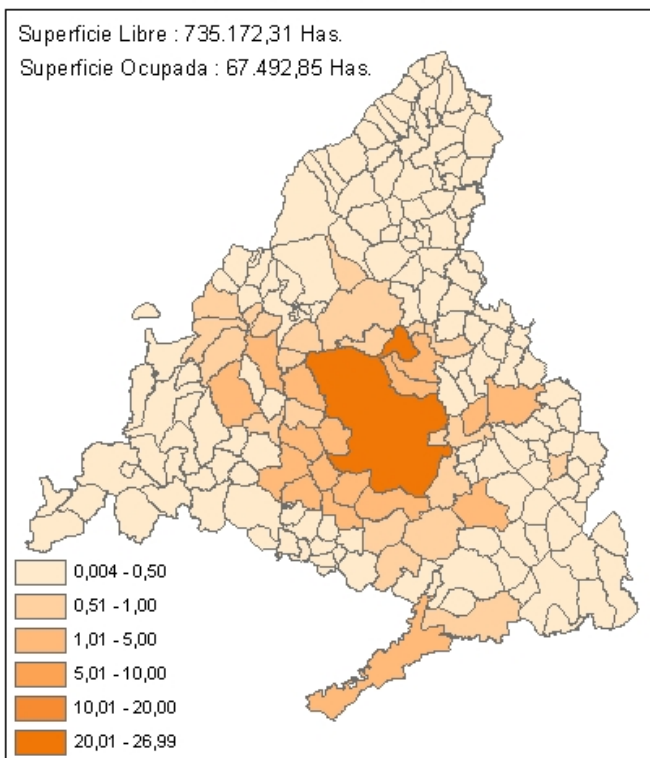 Superficie Libre : 735.172,31 Has.
Superficie Ocupada : 67.492,85 Has.
0,004 - 0,50
0,51 - 1,00
1,01 - 5,00
5,01 - 10,00
10,01 - 20,00
20,01 - 26,99